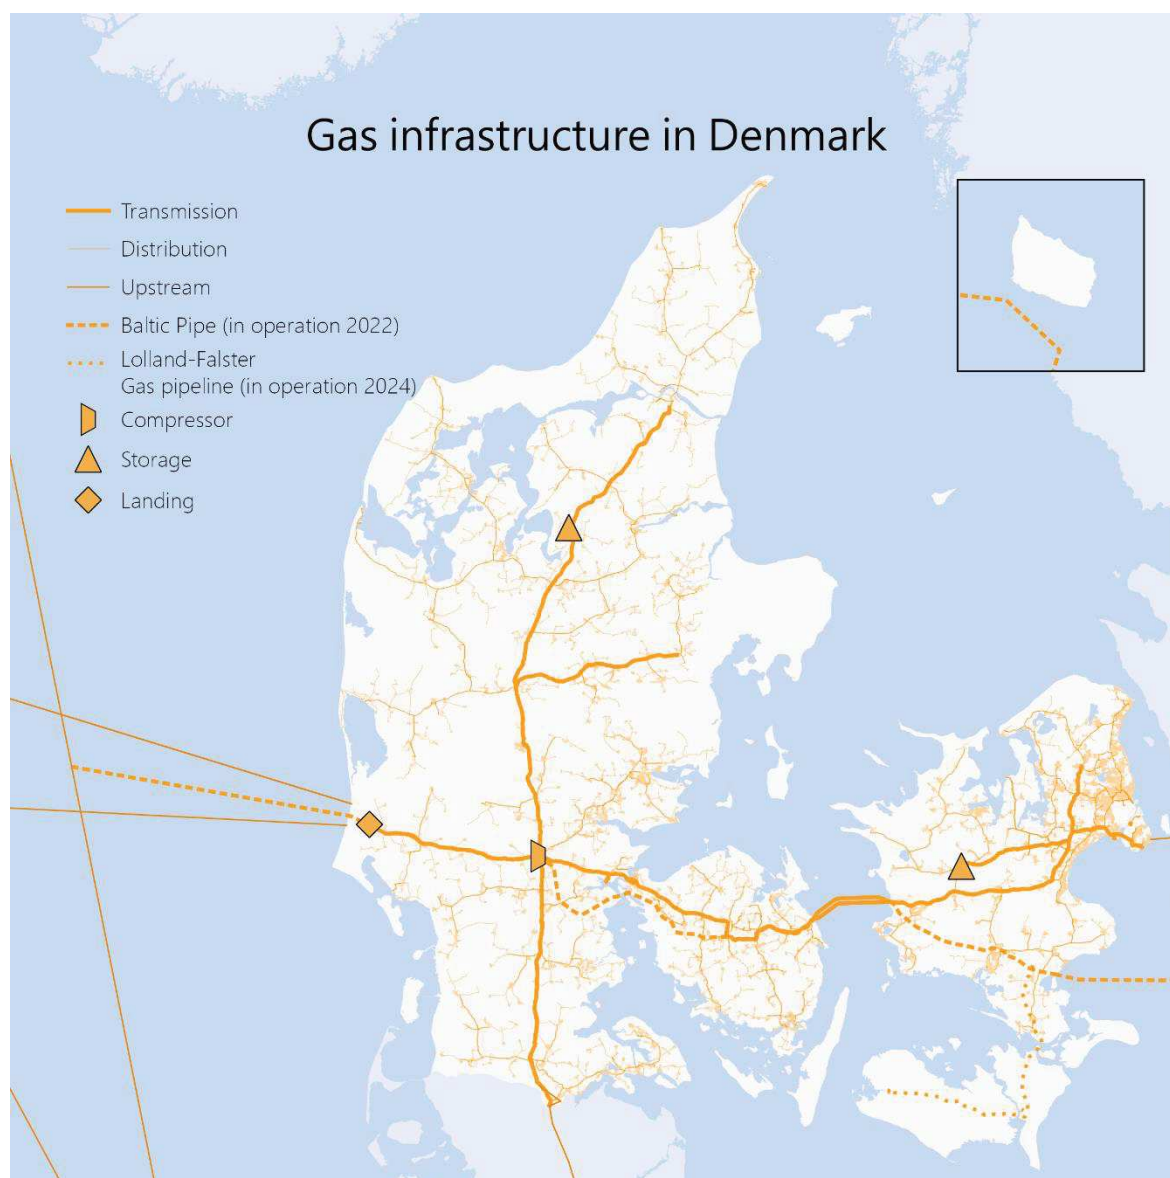 Gas infrastructure in Denmark
Transmission
Distribution
Upstream
Baltic Pipe (in operation 2022)
Lolland-Falster
Gas pipeline (in operation 2024)
Compressor
Storage
Landing